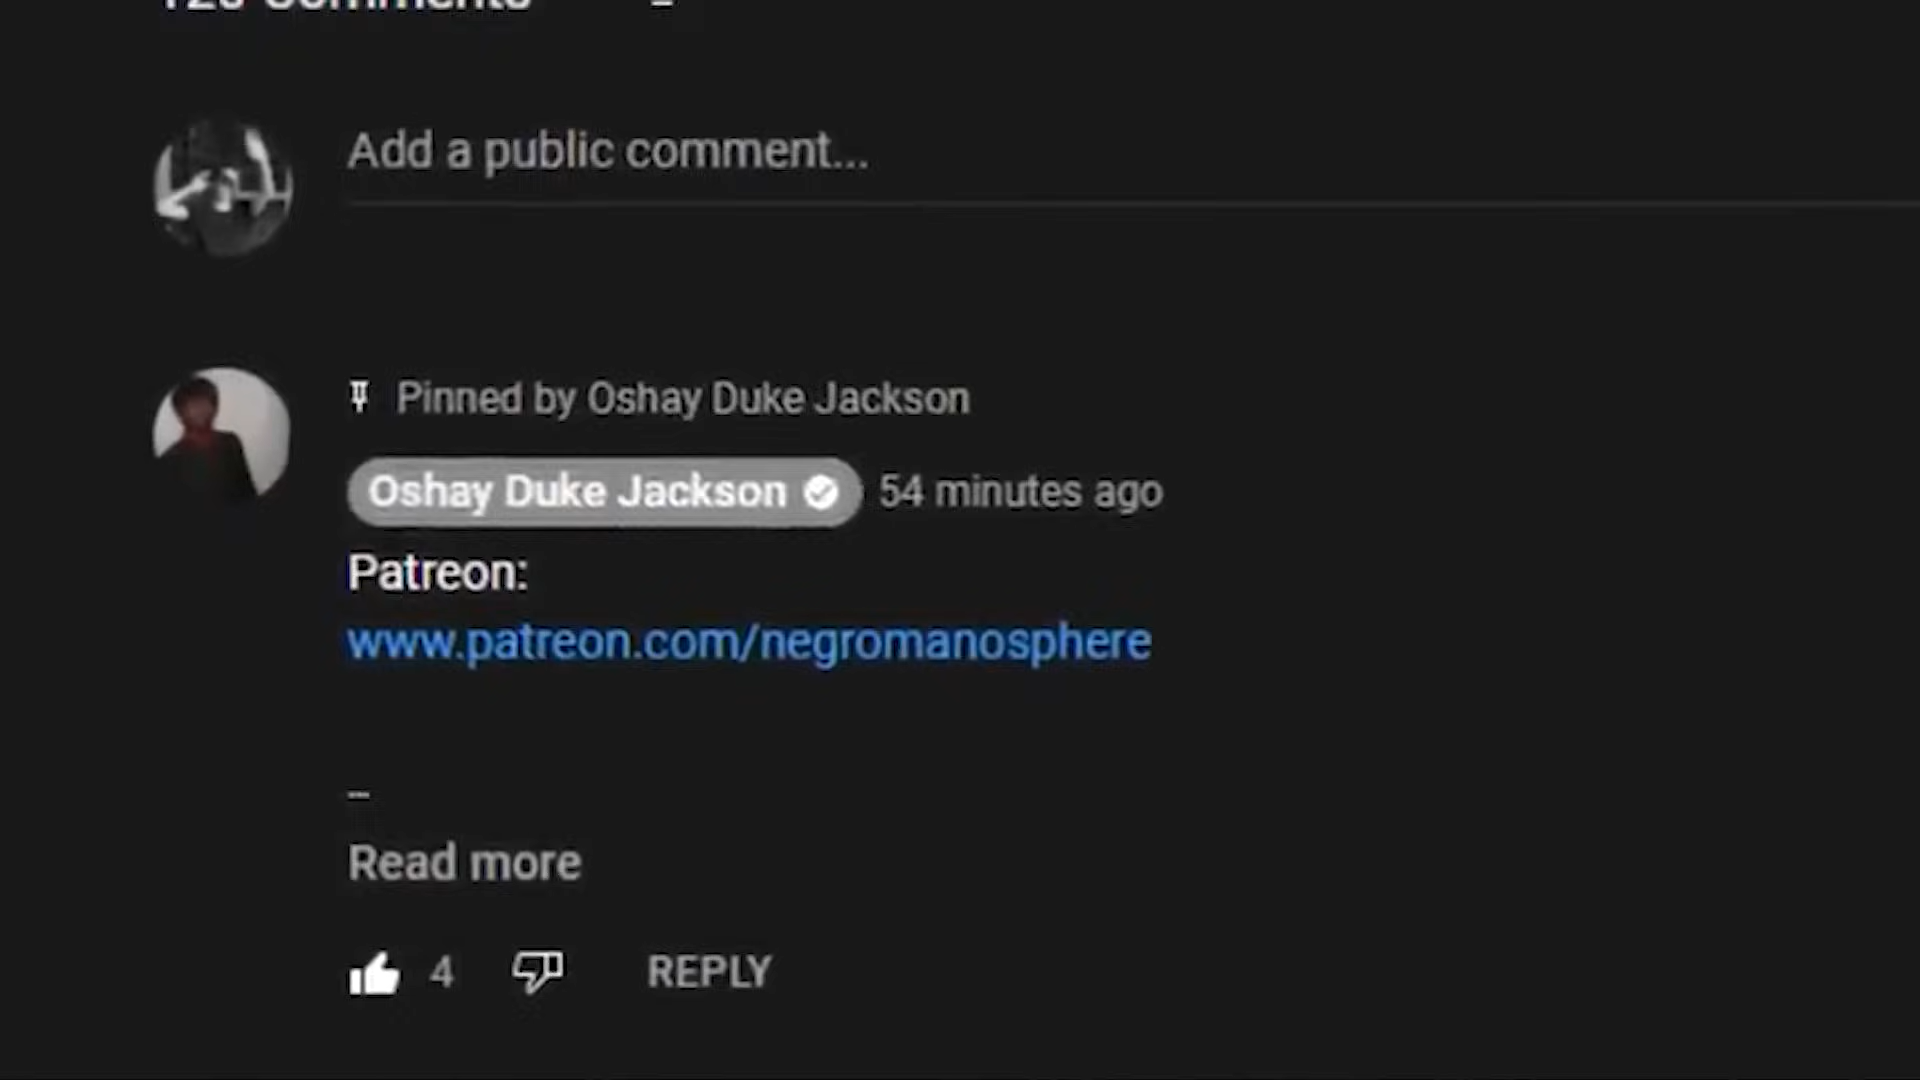 Comments
Add a public comment...
Pinned by Oshay Duke Jackson
Oshay Duke Jackson 54 minutes ago
Patreon:
www.patreon.com/negromanosphere
Read more
4 REPLY